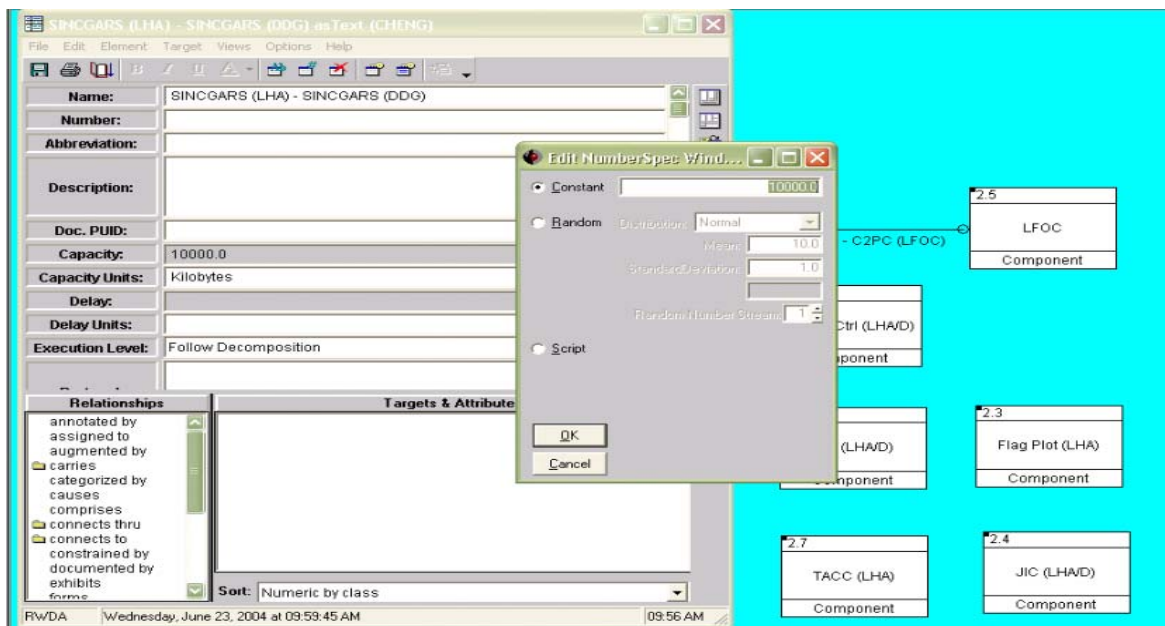 SINCGARS (LHA) - SINCGARS (DDG) asText (CHENG)
File Edit Element Target Views Options Help
B I U A
Name: SINCGARS (LHA) - SINCGARS (DDG)
Number:
Abbreviation:
Description:
Doc. PUID:
Capacity: 10000.0
Capacity Units: Kilobytes
Delay:
Delay Units:
Execution Level: Follow Decomposition
Relationships
annotated by
assigned to
augmented by
carries
categorized by
causes
comprises
connects thru
connects to
constrained by
documented by
exhibits
forms
Targets & Attribute
Sort: Numeric by class
RWDA Wednesday, June 23, 2004 at 09:59:45 AM 09:56 AM
Edit NumberSpec Wind...
Constant 10000.0
Random Distribution: Normal
Mean: 10.0
StandardDeviation: 1.0
Random Number Stream: 1
Script
OK
Cancel
2.5
LFOC
Component
- C2PC (LFOC)
Ctrl (LHA/D)
ponent
(LHA/D)
mponent
2.3
Flag Plot (LHA)
Component
2.7
TACC (LHA)
Component
2.4
JIC (LHA/D)
Component